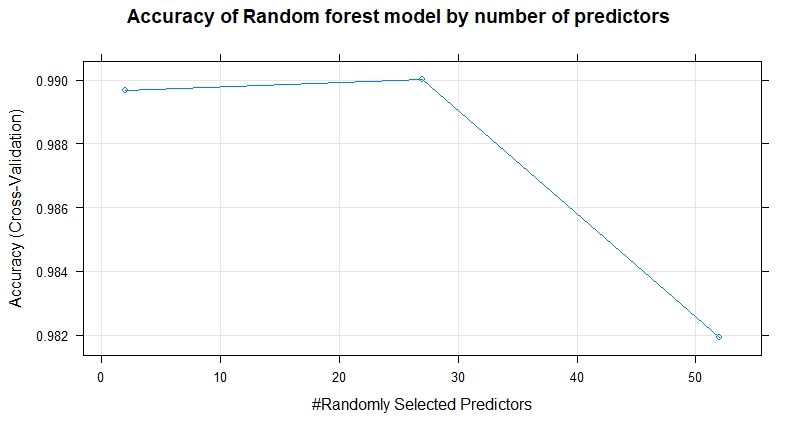 Accuracy of Random forest model by number of predictors
0.990
0.988
0.986
0.984
0.982
Accuracy (Cross-Validation)
0 10 20 30 40 50
#Randomly Selected Predictors